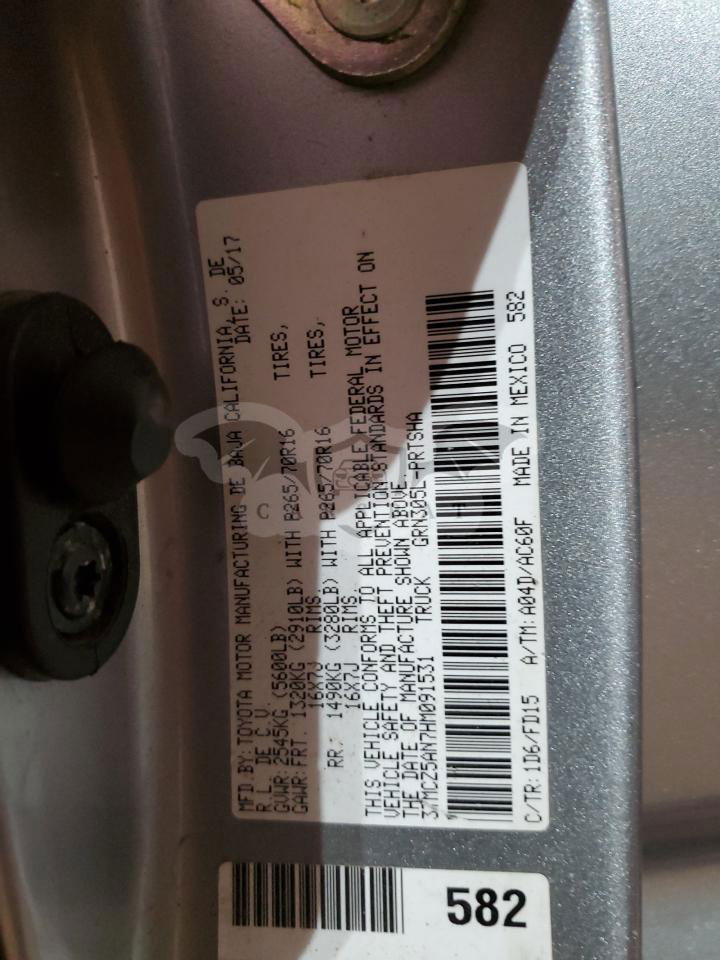 MFD.BY:TOYOTA MOTOR MANUFACTURING DE BAJA CALIFORNIA, S. DE
R.L. DE C.V. DATE: 05/17
GVWR:2545KG (5600LB)
GAWR:FRT. 1320KG (2910LB) WITH P265/70R16 TIRES,
16X7J RIMS,
RR. 1490KG (3280LB) WITH P265/70R16 TIRES,
16X7J RIMS.
THIS VEHICLE CONFORMS TO ALL APPLICABLE FEDERAL MOTOR
VEHICLE SAFETY AND THEFT PREVENTION STANDARDS IN EFFECT ON
THE DATE OF MANUFACTURE SHOWN ABOVE.
3TMCZ5AN7HM091531 TRUCK GRN305L-PRTSHA
C/TR:1D6/FD15 A/TM:A04D/AC60F MADE IN MEXICO 582
582